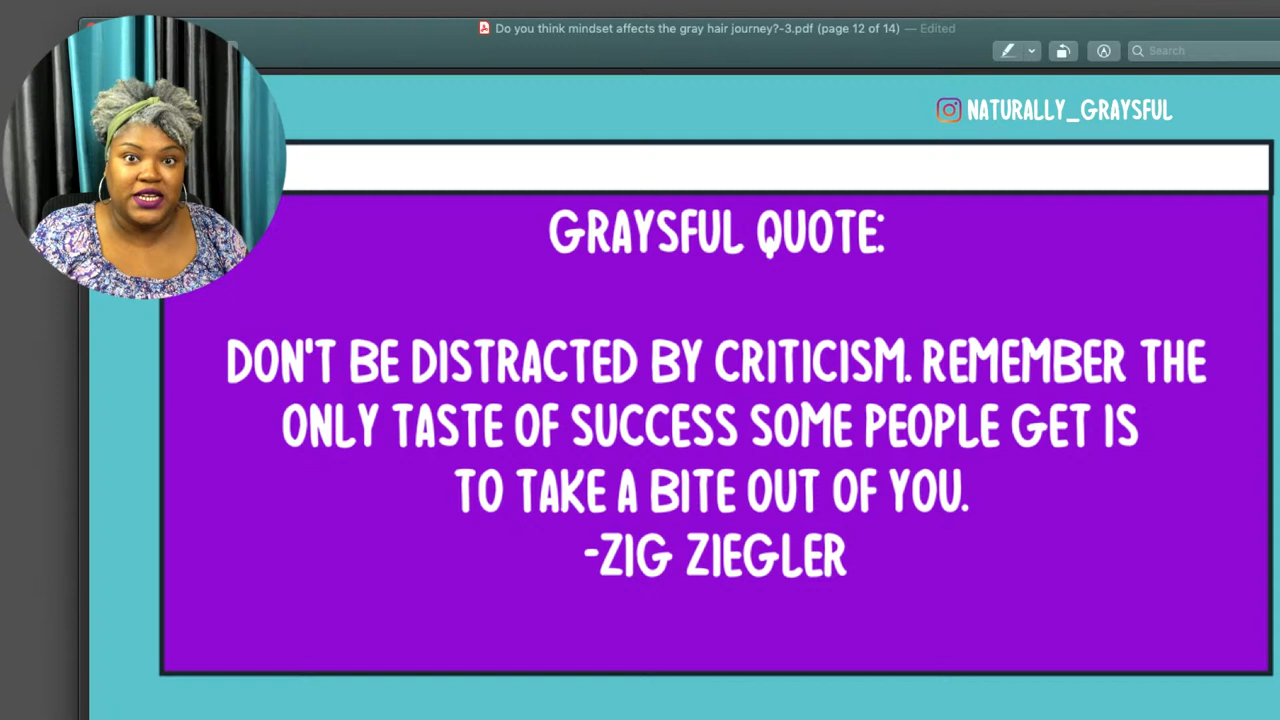 Do you think mindset affects the gray hair journey?-3.pdf (page 12 of 14) — Edited
Search
NATURALLY_GRAYSFUL
GRAYSFUL QUOTE:
DON'T BE DISTRACTED BY CRITICISM. REMEMBER THE
ONLY TASTE OF SUCCESS SOME PEOPLE GET IS
TO TAKE A BITE OUT OF YOU.
-ZIG ZIEGLER